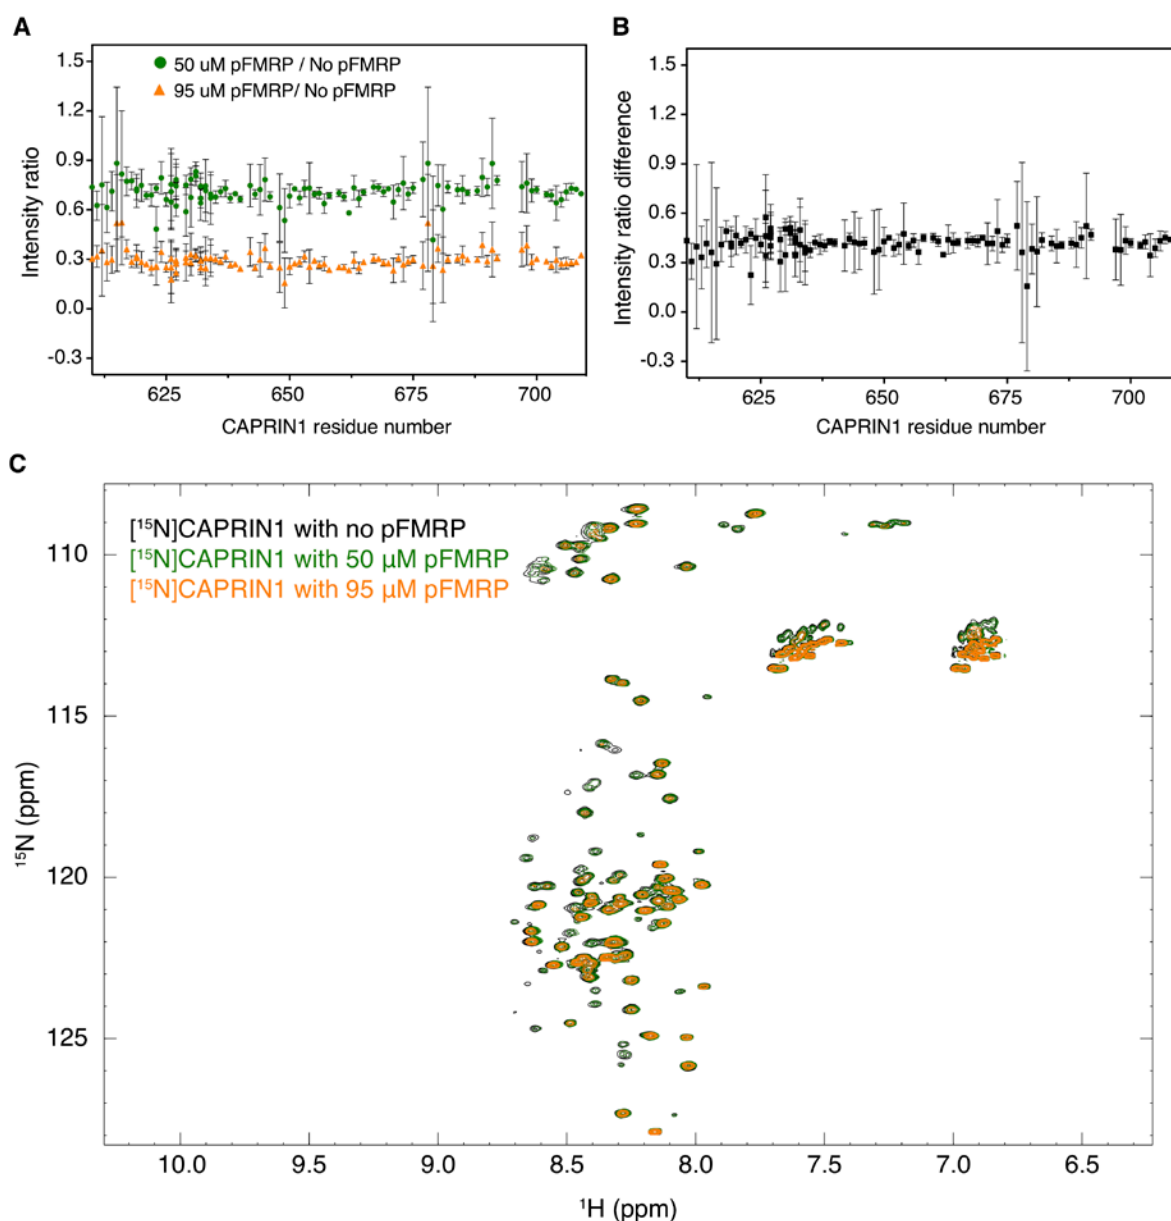 A
B
1.5
1.2
0.9
0.6
0.3
0.0
-0.3
Intensity ratio
50 uM pFMRP / No pFMRP
95 uM pFMRP/ No pFMRP
625
650
675
700
CAPRIN1 residue number
1.5
1.2
0.9
0.6
0.3
0.0
-0.3
Intensity ratio difference
625
650
675
700
CAPRIN1 residue number
C
[¹⁵N]CAPRIN1 with no pFMRP
[¹⁵N]CAPRIN1 with 50 µM pFMRP
[¹⁵N]CAPRIN1 with 95 µM pFMRP
110
115
120
125
¹⁵N (ppm)
10.0
9.5
9.0
8.5
8.0
7.5
7.0
6.5
¹H (ppm)